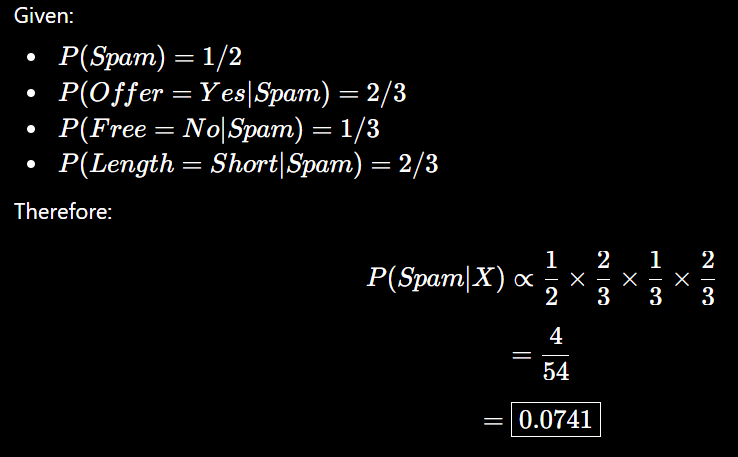 Given:
• P(Spam) = 1/2
• P(Offer = Yes|Spam) = 2/3
• P(Free = No|Spam) = 1/3
• P(Length = Short|Spam) = 2/3
Therefore:
P(Spam|X) ∝ 1/2 × 2/3 × 1/3 × 2/3
= 4/54
= 0.0741